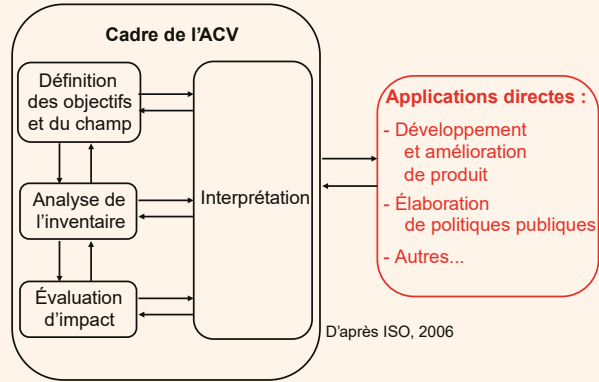 Cadre de l’ACV
Définition
des objectifs
et du champ
Analyse de
l’inventaire
Évaluation
d’impact
Interprétation
Applications directes :
- Développement
et amélioration
de produit
- Élaboration
de politiques publiques
- Autres...
D’après ISO, 2006